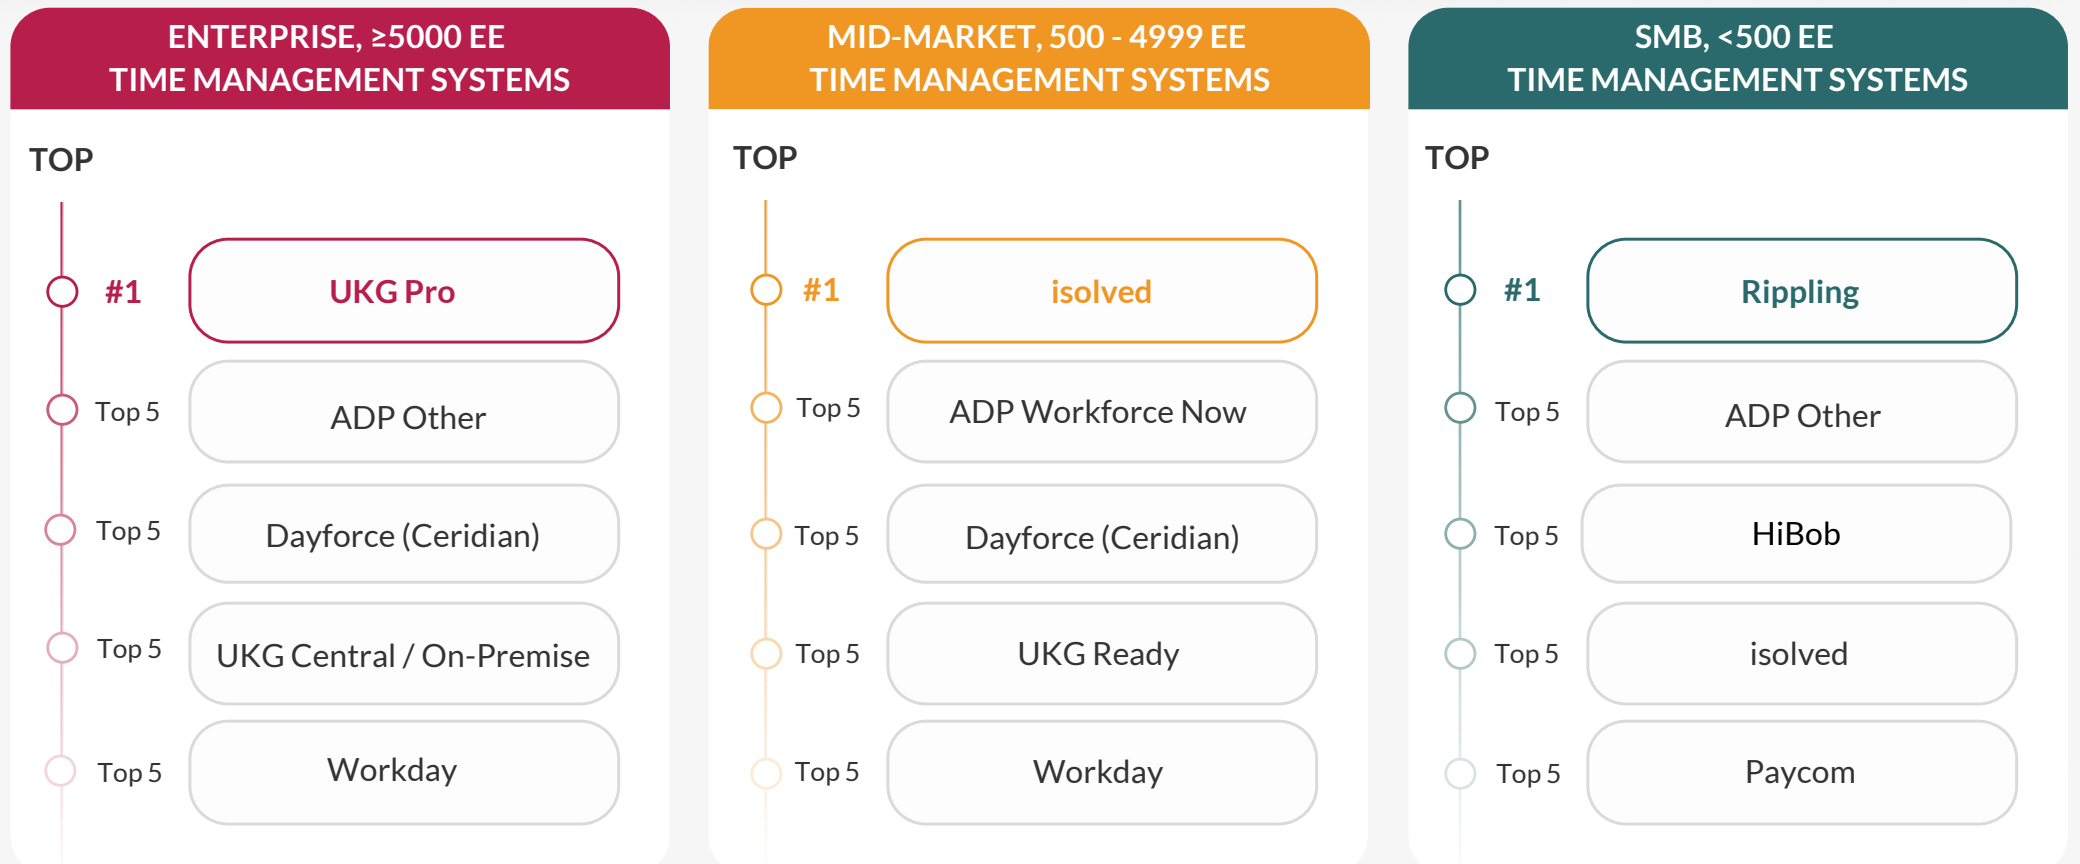 ENTERPRISE, ≥5000 EE
TIME MANAGEMENT SYSTEMS
TOP
#1 UKG Pro
Top 5 ADP Other
Top 5 Dayforce (Ceridian)
Top 5 UKG Central / On-Premise
Top 5 Workday
MID-MARKET, 500 - 4999 EE
TIME MANAGEMENT SYSTEMS
TOP
#1 isolved
Top 5 ADP Workforce Now
Top 5 Dayforce (Ceridian)
Top 5 UKG Ready
Top 5 Workday
SMB, <500 EE
TIME MANAGEMENT SYSTEMS
TOP
#1 Rippling
Top 5 ADP Other
Top 5 HiBob
Top 5 isolved
Top 5 Paycom